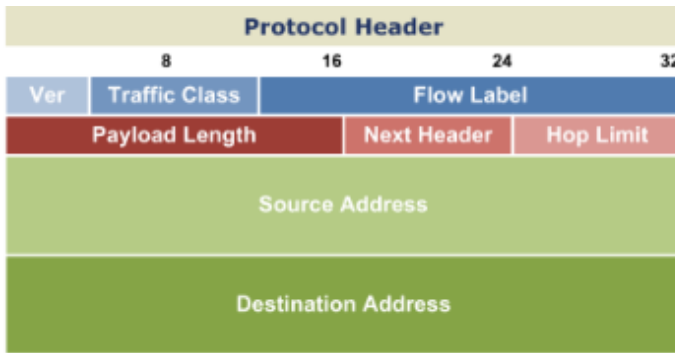 Protocol Header
8 16 24 32
Ver Traffic Class Flow Label
Payload Length Next Header Hop Limit
Source Address
Destination Address